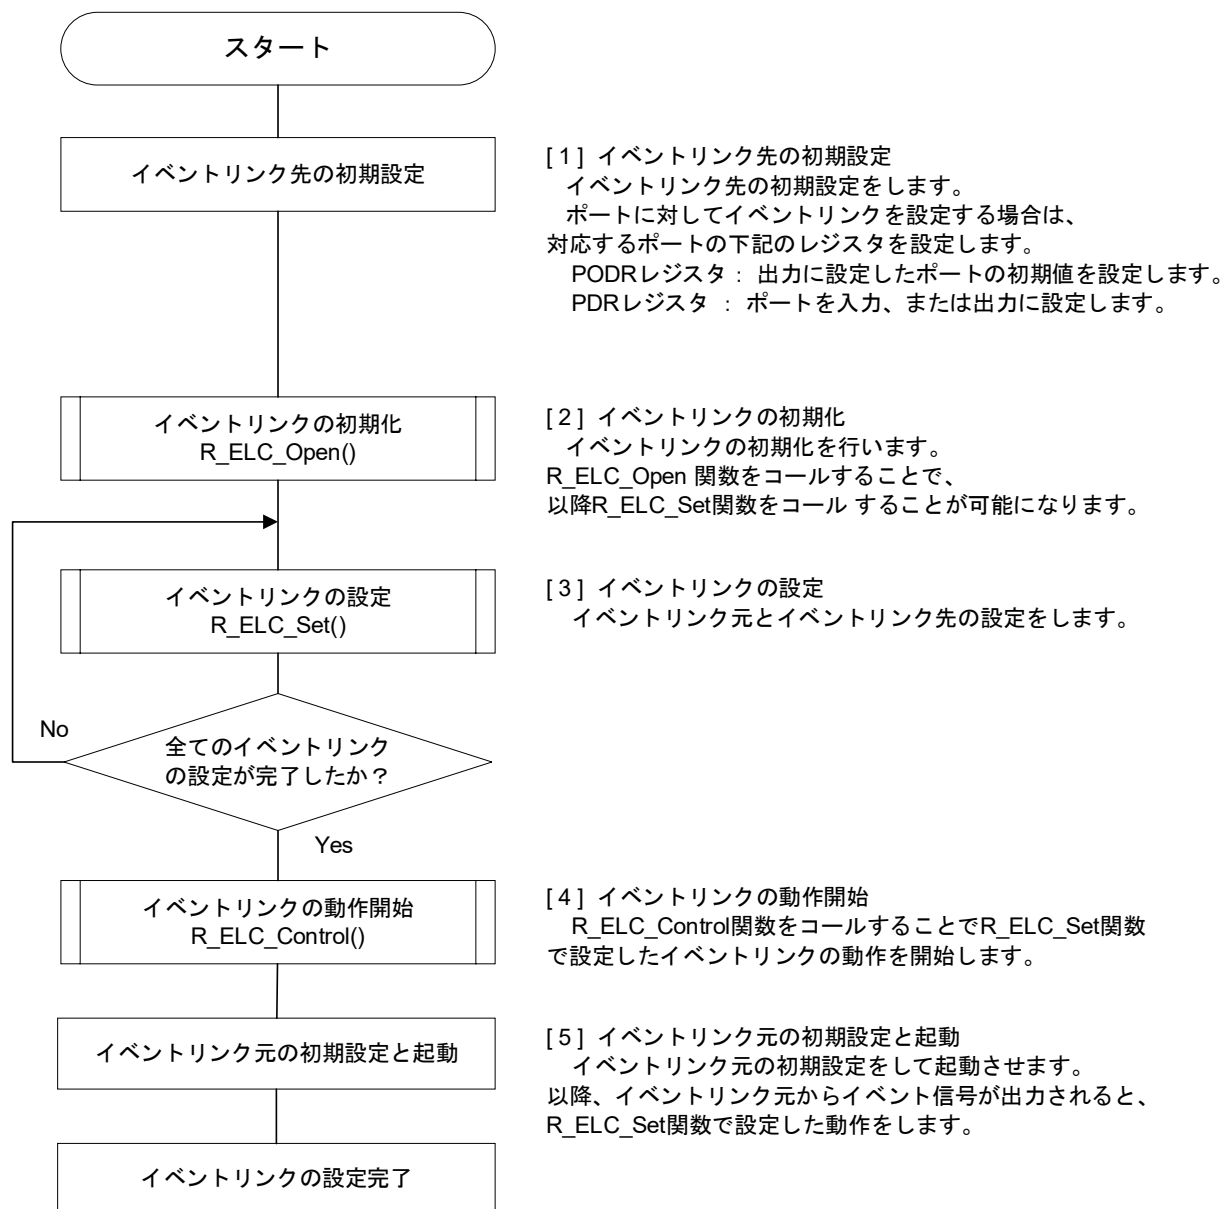 スタート
イベントリンク先の初期設定
[1] イベントリンク先の初期設定
イベントリンク先の初期設定をします。
ポートに対してイベントリンクを設定する場合は、
対応するポートの下記のレジスタを設定します。
PODRレジスタ： 出力に設定したポートの初期値を設定します。
PDRレジスタ ： ポートを入力、または出力に設定します。
イベントリンクの初期化
R_ELC_Open()
[2] イベントリンクの初期化
イベントリンクの初期化を行います。
R_ELC_Open 関数をコールすることで、
以降R_ELC_Set関数をコール することが可能になります。
イベントリンクの設定
R_ELC_Set()
[3] イベントリンクの設定
イベントリンク元とイベントリンク先の設定をします。
No
全てのイベントリンク
の設定が完了したか？
Yes
イベントリンクの動作開始
R_ELC_Control()
[4] イベントリンクの動作開始
R_ELC_Control関数をコールすることでR_ELC_Set関数
で設定したイベントリンクの動作を開始します。
イベントリンク元の初期設定と起動
[5] イベントリンク元の初期設定と起動
イベントリンク元の初期設定をして起動させます。
以降、イベントリンク元からイベント信号が出力されると、
R_ELC_Set関数で設定した動作をします。
イベントリンクの設定完了